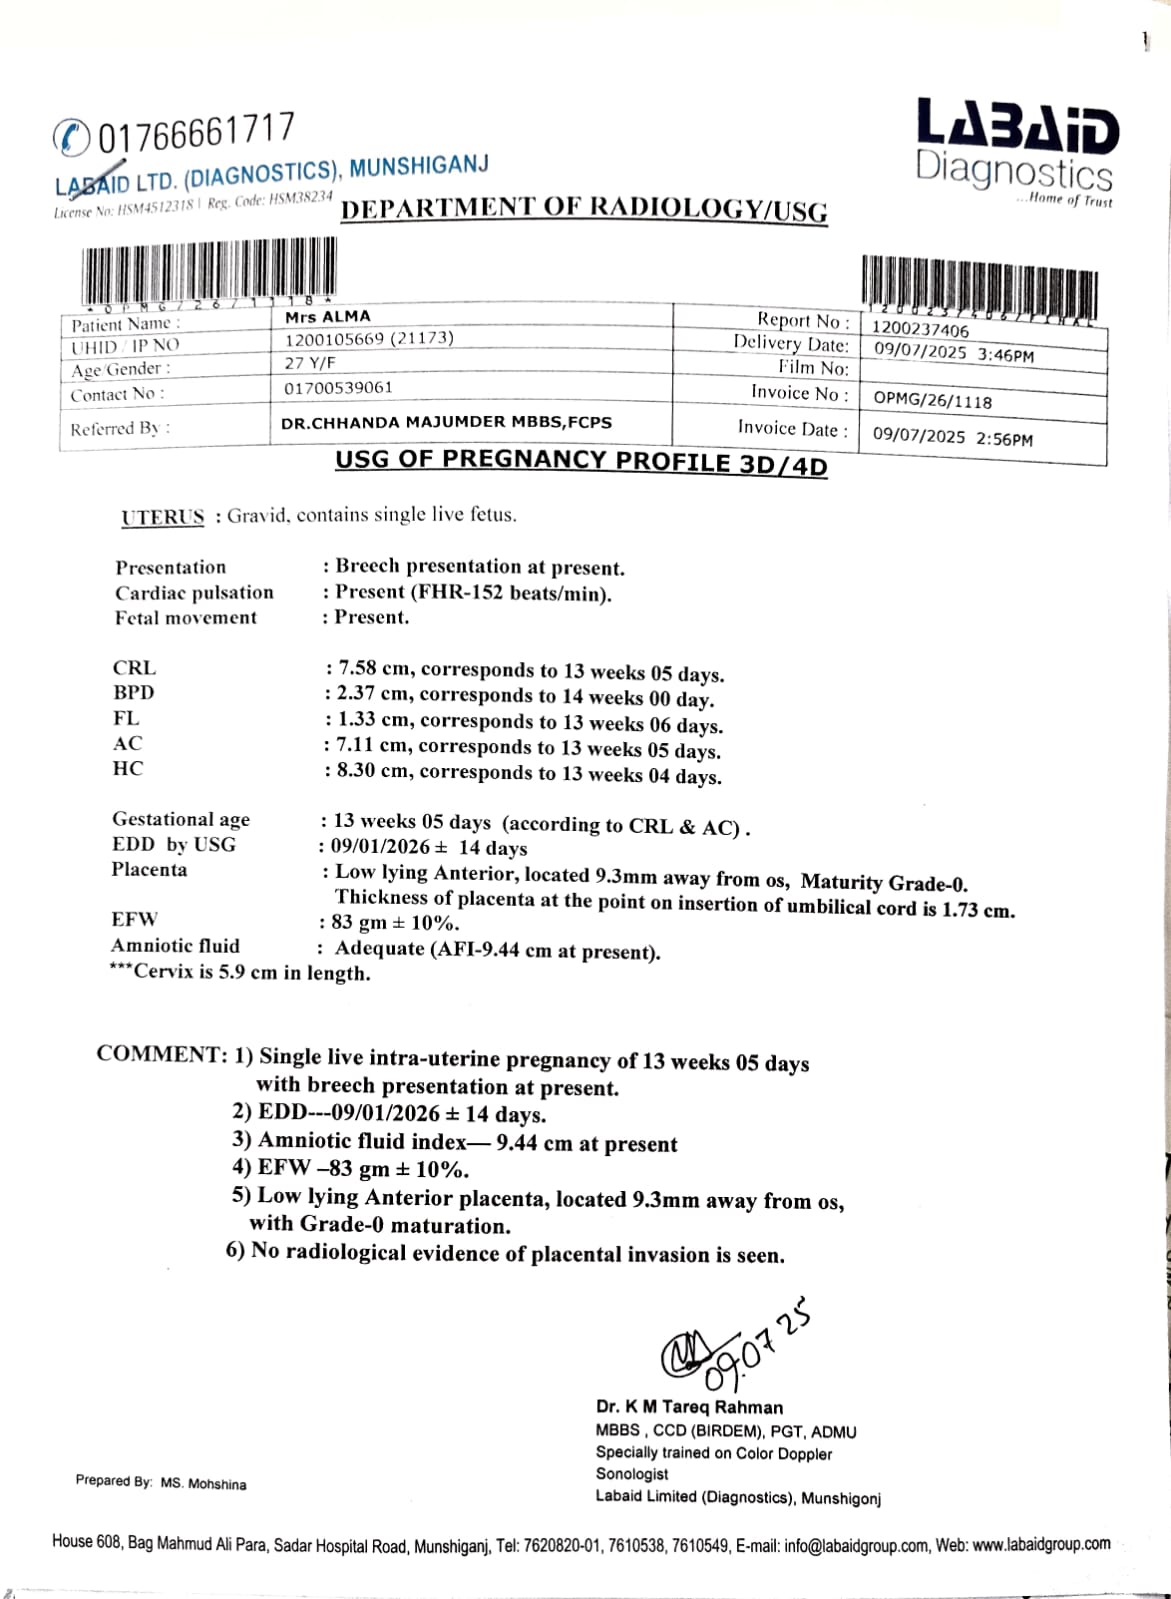 01766661717
LABAID LTD. (DIAGNOSTICS), MUNSHIGANJ
License No: HSM4512318 | Reg. Code: HSM38234
LABAiD
Diagnostics
...Home of Trust
DEPARTMENT OF RADIOLOGY/USG
Patient Name : Mrs ALMA
UHID / IP NO 1200105669 (21173)
Age/Gender : 27 Y/F
Contact No : 01700539061
Referred By : DR.CHHANDA MAJUMDER MBBS,FCPS
Report No : 1200237406
Delivery Date: 09/07/2025 3:46PM
Film No:
Invoice No : OPMG/26/1118
Invoice Date : 09/07/2025 2:56PM
USG OF PREGNANCY PROFILE 3D/4D
UTERUS : Gravid, contains single live fetus.
Presentation : Breech presentation at present.
Cardiac pulsation : Present (FHR-152 beats/min).
Fetal movement : Present.
CRL : 7.58 cm, corresponds to 13 weeks 05 days.
BPD : 2.37 cm, corresponds to 14 weeks 00 day.
FL : 1.33 cm, corresponds to 13 weeks 06 days.
AC : 7.11 cm, corresponds to 13 weeks 05 days.
HC : 8.30 cm, corresponds to 13 weeks 04 days.
Gestational age : 13 weeks 05 days (according to CRL & AC) .
EDD by USG : 09/01/2026 ± 14 days
Placenta : Low lying Anterior, located 9.3mm away from os, Maturity Grade-0.
Thickness of placenta at the point on insertion of umbilical cord is 1.73 cm.
EFW : 83 gm ± 10%.
Amniotic fluid : Adequate (AFI-9.44 cm at present).
***Cervix is 5.9 cm in length.
COMMENT: 1) Single live intra-uterine pregnancy of 13 weeks 05 days
with breech presentation at present.
2) EDD---09/01/2026 ± 14 days.
3) Amniotic fluid index— 9.44 cm at present
4) EFW –83 gm ± 10%.
5) Low lying Anterior placenta, located 9.3mm away from os,
with Grade-0 maturation.
6) No radiological evidence of placental invasion is seen.
09.07 25
Dr. K M Tareq Rahman
MBBS , CCD (BIRDEM), PGT, ADMU
Specially trained on Color Doppler
Sonologist
Labaid Limited (Diagnostics), Munshigonj
Prepared By: MS. Mohshina
House 608, Bag Mahmud Ali Para, Sadar Hospital Road, Munshiganj, Tel: 7620820-01, 7610538, 7610549, E-mail: info@labaidgroup.com, Web: www.labaidgroup.com